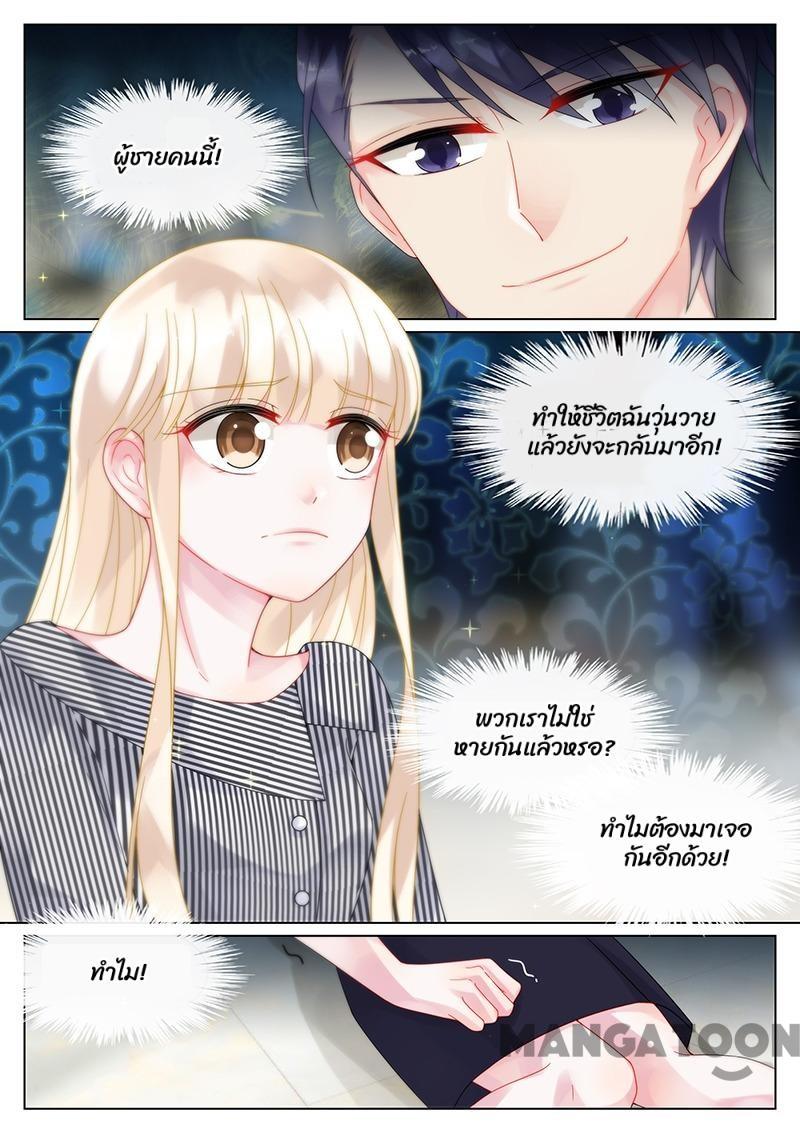 ผู้ชายคนนี้!
ทำให้ชีวิตฉันวุ่นวาย
แล้วยังจะกลับมาอีก!
พวกเราไม่ใช่
หายกันแล้วหรอ?
ทำไมต้องมาเจอ
กันอีกด้วย!
ทำไม!
MANGATOON